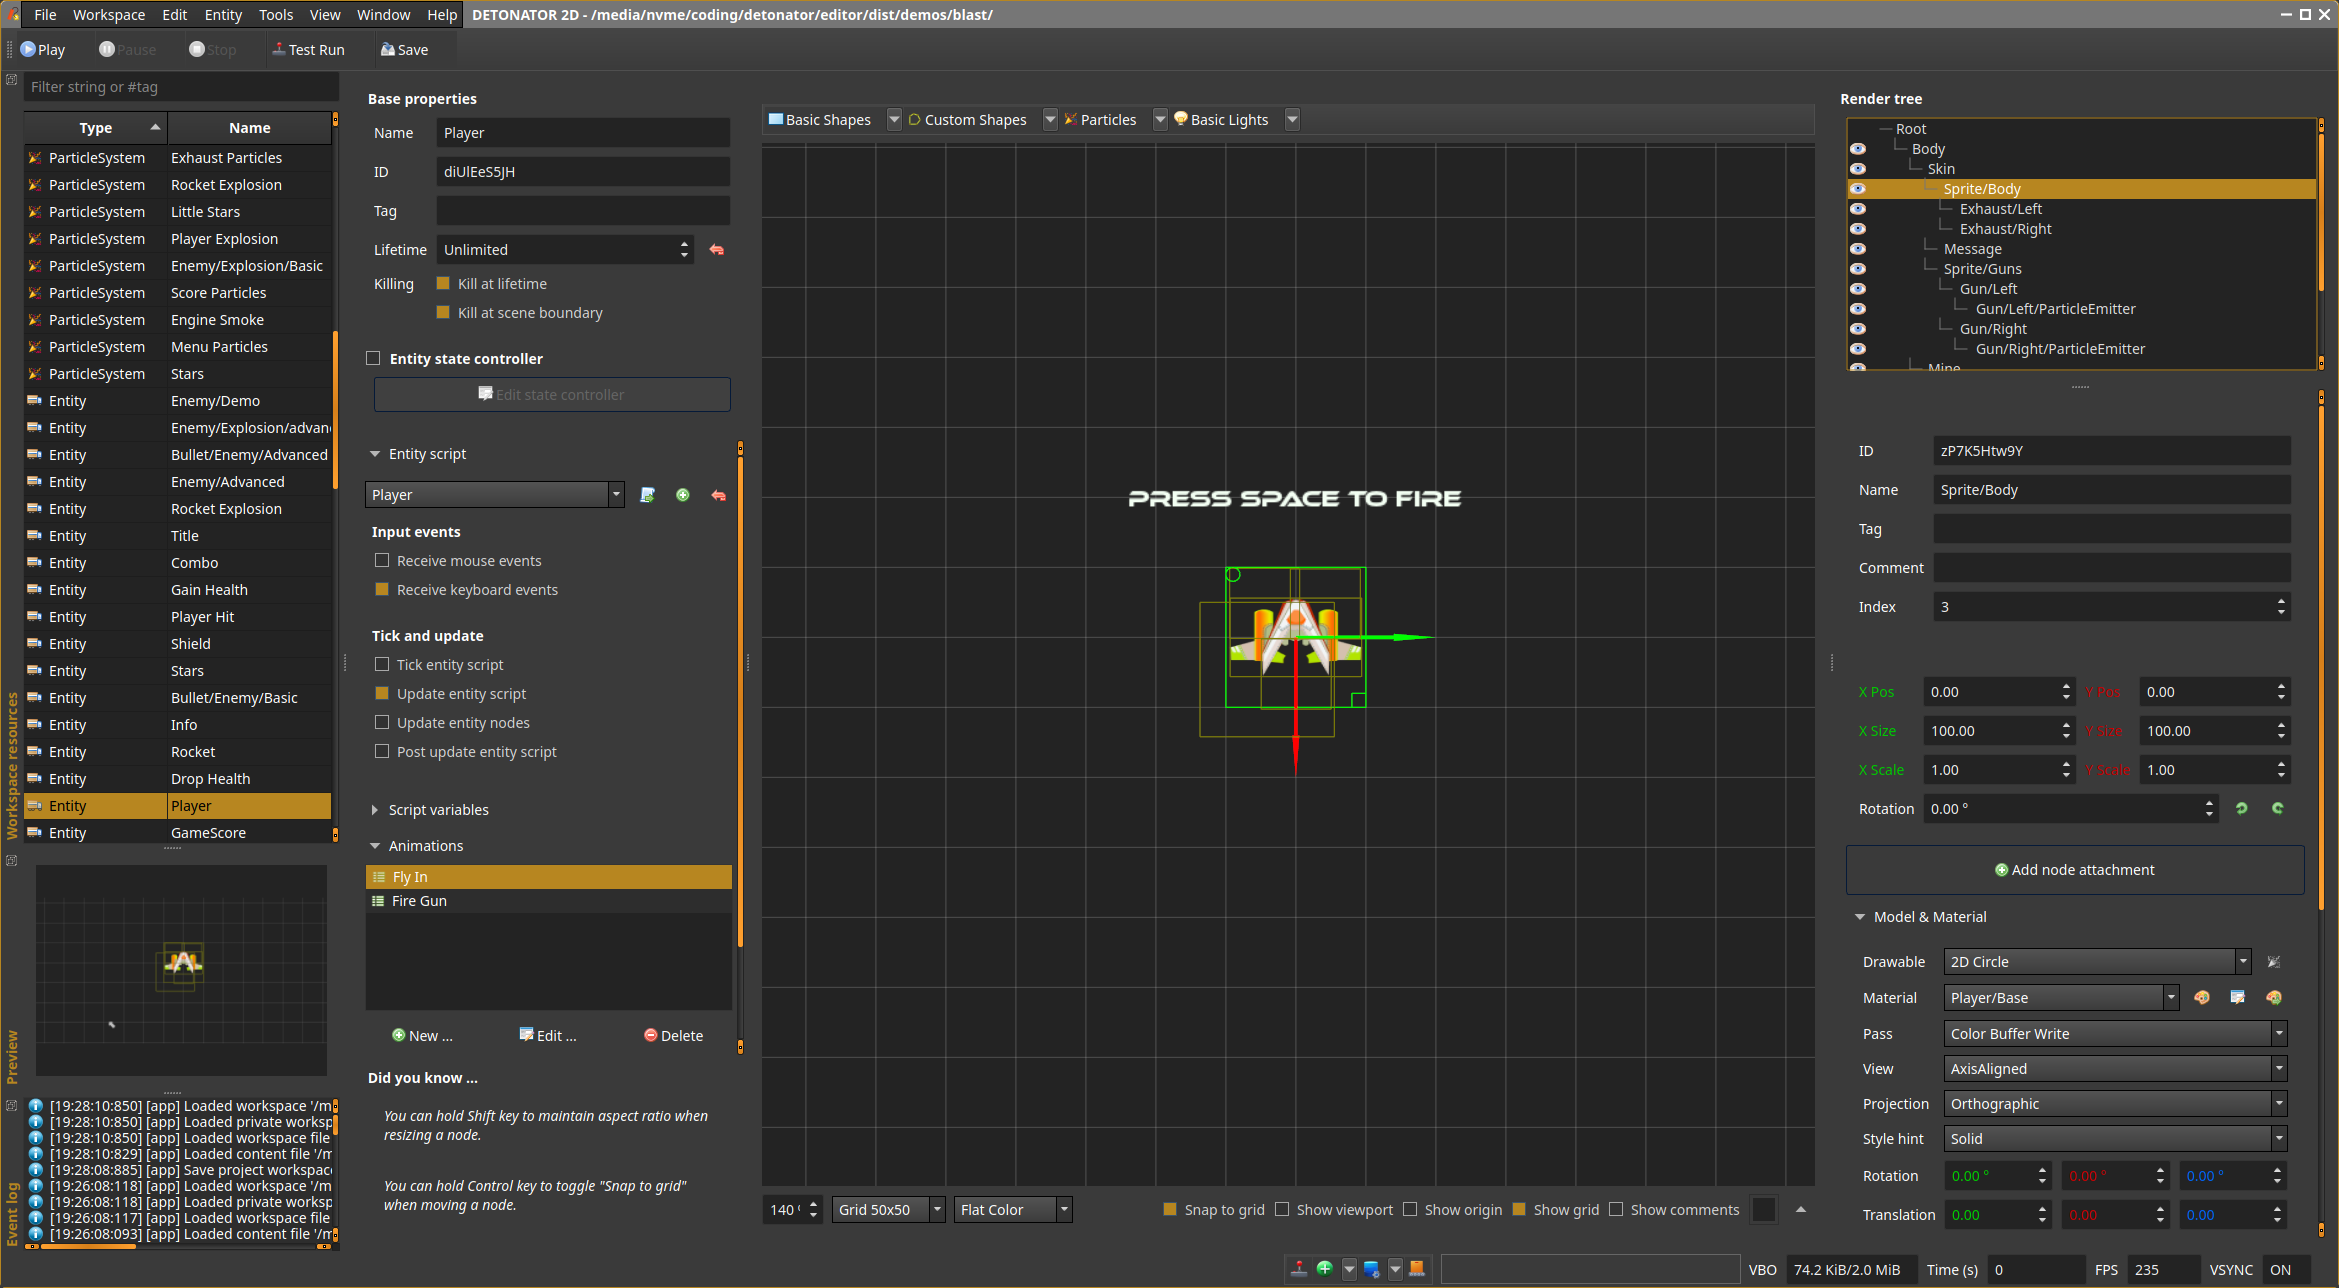 File Workspace Edit Entity Tools View Window Help DETONATOR 2D - /media/nvme/coding/detonator/editor/dist/demos/blast/
Play Pause Stop Test Run Save
Workspace resources
Filter string or #tag
Type Name
ParticleSystem Exhaust Particles
ParticleSystem Rocket Explosion
ParticleSystem Little Stars
ParticleSystem Player Explosion
ParticleSystem Enemy/Explosion/Basic
ParticleSystem Score Particles
ParticleSystem Engine Smoke
ParticleSystem Menu Particles
ParticleSystem Stars
Entity Enemy/Demo
Entity Enemy/Explosion/advan
Entity Bullet/Enemy/Advanced
Entity Enemy/Advanced
Entity Rocket Explosion
Entity Title
Entity Combo
Entity Gain Health
Entity Player Hit
Entity Shield
Entity Stars
Entity Bullet/Enemy/Basic
Entity Info
Entity Rocket
Entity Drop Health
Entity Player
Entity GameScore
Preview
Event log
[19:28:10:850] [app] Loaded workspace '/m
[19:28:10:850] [app] Loaded private worksp
[19:28:10:850] [app] Loaded workspace file
[19:28:10:829] [app] Loaded content file '/m
[19:28:08:885] [app] Save project workspac
[19:26:08:118] [app] Loaded workspace '/m
[19:26:08:118] [app] Loaded private worksp
[19:26:08:117] [app] Loaded workspace file
[19:26:08:093] [app] Loaded content file '/m
Base properties
Name Player
ID diUlEeS5JH
Tag
Lifetime Unlimited
Killing Kill at lifetime
Kill at scene boundary
Entity state controller
Edit state controller
Entity script
Player
Input events
Receive mouse events
Receive keyboard events
Tick and update
Tick entity script
Update entity script
Update entity nodes
Post update entity script
Script variables
Animations
Fly In
Fire Gun
New ... Edit ... Delete
Did you know ...
You can hold Shift key to maintain aspect ratio when
resizing a node.
You can hold Control key to toggle "Snap to grid"
when moving a node.
Basic Shapes Custom Shapes Particles Basic Lights
PRESS SPACE TO FIRE
140 Grid 50x50 Flat Color Snap to grid Show viewport Show origin Show grid Show comments
Render tree
Root
Body
Skin
Sprite/Body
Exhaust/Left
Exhaust/Right
Message
Sprite/Guns
Gun/Left
Gun/Left/ParticleEmitter
Gun/Right
Gun/Right/ParticleEmitter
Mine
ID zP7K5Htw9Y
Name Sprite/Body
Tag
Comment
Index 3
X Pos 0.00 Y Pos 0.00
X Size 100.00 Y Size 100.00
X Scale 1.00 Y Scale 1.00
Rotation 0.00 °
Add node attachment
Model & Material
Drawable 2D Circle
Material Player/Base
Pass Color Buffer Write
View AxisAligned
Projection Orthographic
Style hint Solid
Rotation 0.00 ° 0.00 ° 0.00 °
Translation 0.00 0.00 0.00
VBO 74.2 KiB/2.0 MiB Time (s) 0 FPS 235 VSYNC ON